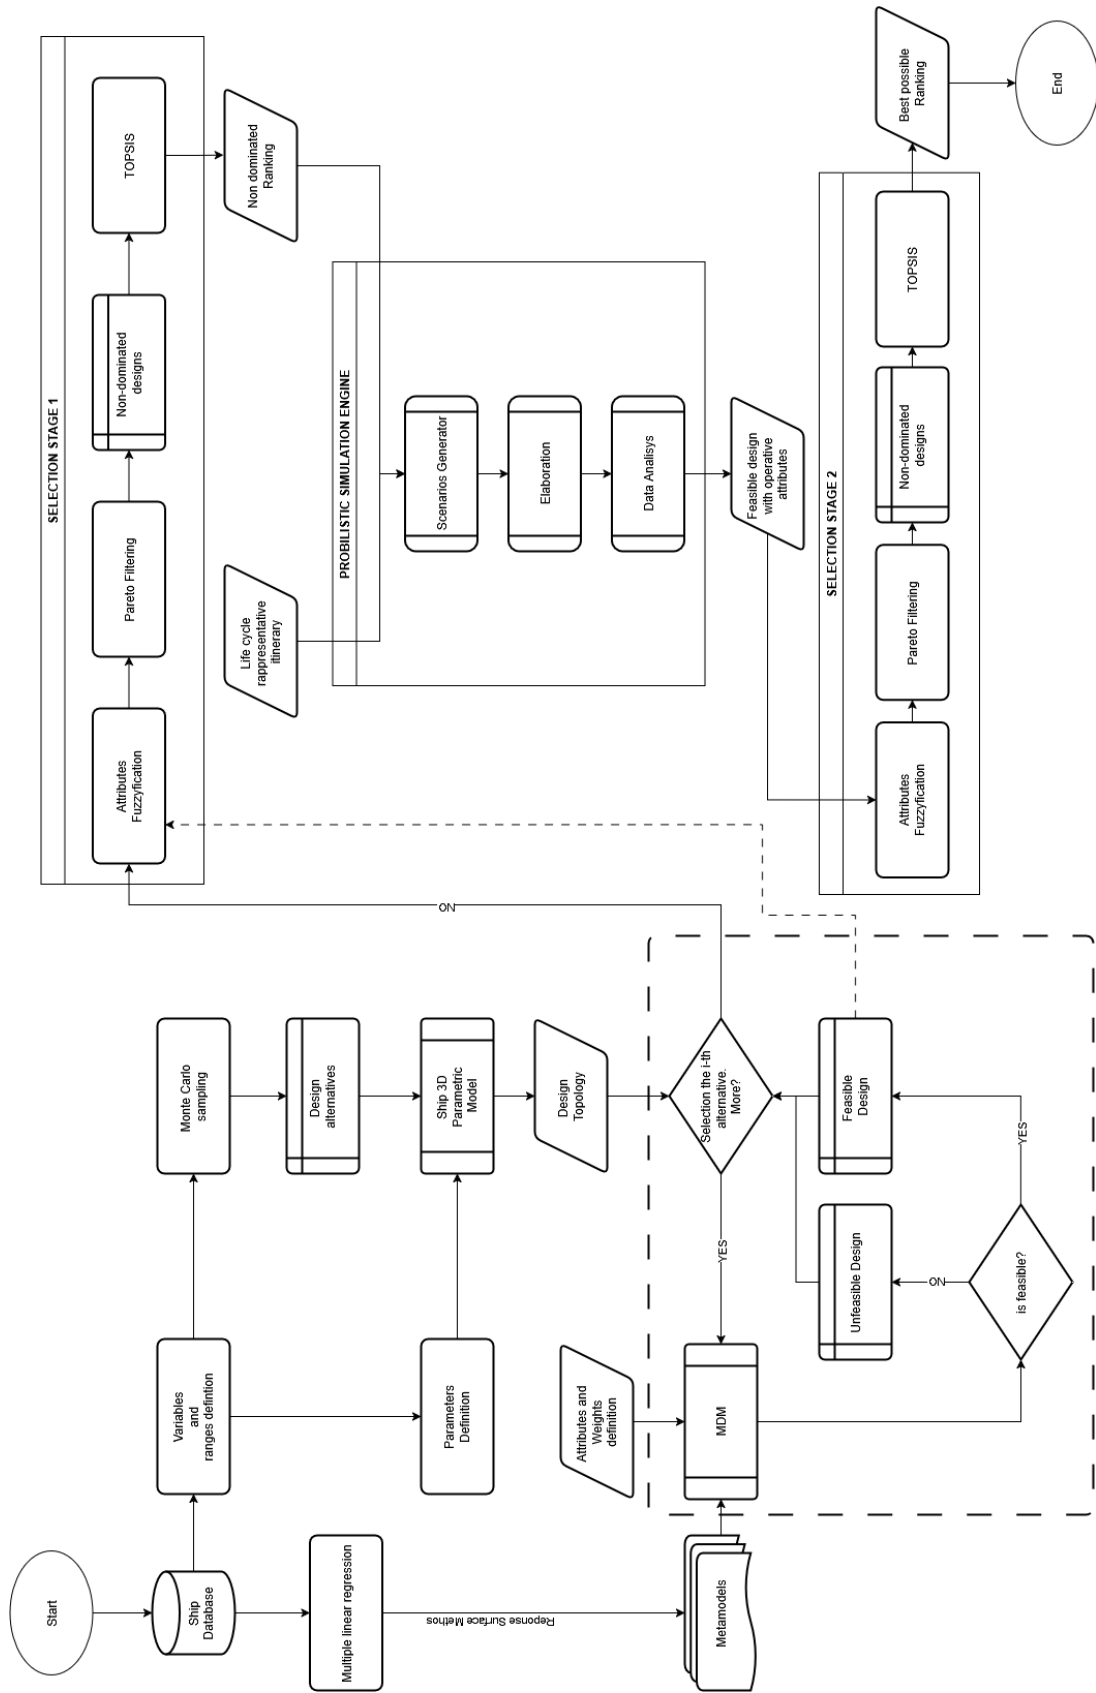 Start
Ship
Database
Multiple linear regression
Reponse Surface Methos
Metamodels
Variables
and
ranges defintion
Parameters
Definition
Monte Carlo
sampling
Design
alternatives
Ship 3D
Parametric
Model
Design
Topology
Attributes and
Weights
definition
MDM
Selection the i-th
alternative.
More?
YES
NO
is feasible?
NO
YES
Unfeasible Design
Feasible
Design
SELECTION STAGE 1
Attributes
Fuzzyfication
Pareto Filtering
Non-dominated
designs
TOPSIS
Non dominated
Ranking
Life cycle
rappresentative
itinerary
PROBILISTIC SIMULATION ENGINE
Scenarios Generator
Elaboration
Data Analisys
Feasible design
with operative
attributes
SELECTION STAGE 2
Attributes
Fuzzyfication
Pareto Filtering
Non-dominated
designs
TOPSIS
Best possible
Ranking
End